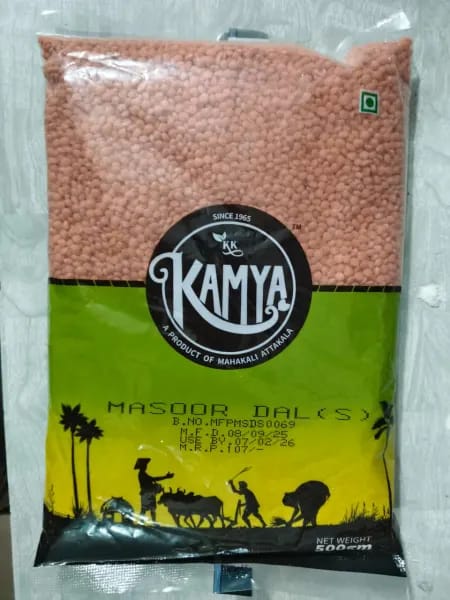 SINCE 1965
TM
KK
KAMYA
A PRODUCT OF MAHAKALI ATTAKALA
MASOOR DAL(S)
B.NO.MFPMSDS0069
M.F.D.08/09/25
USE BY.07/02/26
M.R.P.107/-
NET WEIGHT
500gm